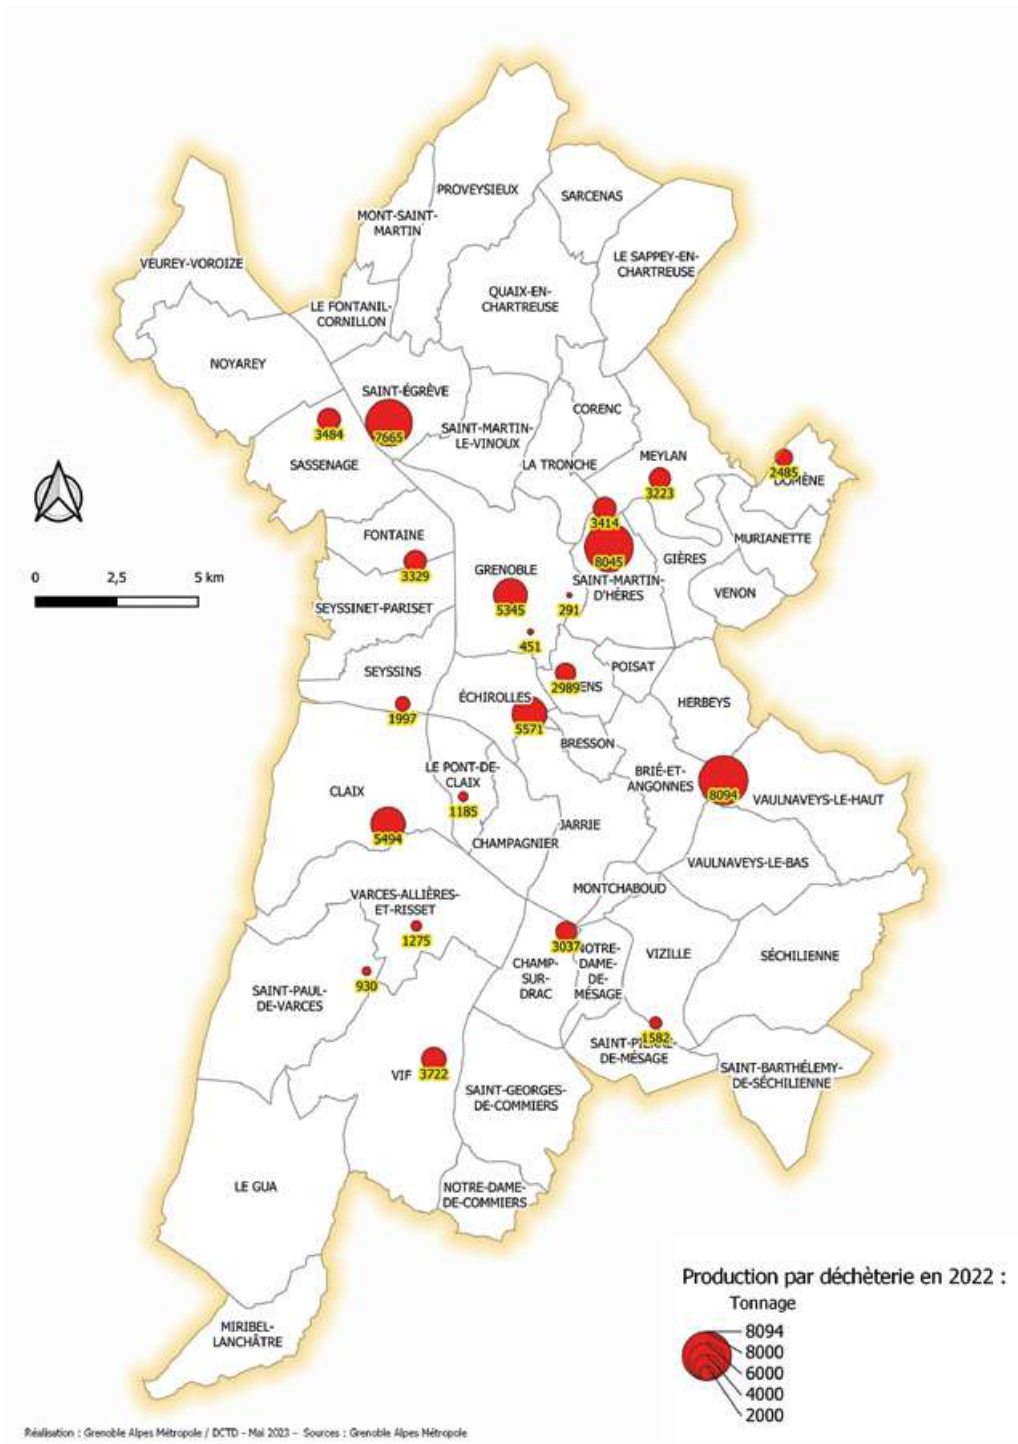 PROVEYSIEUX
SARCENAS
MONT-SAINT-
MARTIN
LE SAPPEY-EN-
CHARTREUSE
VEUREY-VOROIZE
QUAIX-EN-
CHARTREUSE
LE FONTANIL-
CORNILLON
NOYAREY
SAINT-ÉGRÈVE
CORENC
3484
7665
SAINT-MARTIN-
LE-VINOUX
SASSENAGE
LA TRONCHE
MEYLAN
2485
DOMÈNE
3223
3414
FONTAINE
MURIANETTE
8045
GIÈRES
3329
GRENOBLE
SAINT-MARTIN-
D'HÈRES
VENON
0 2,5 5 km
SEYSSINET-PARISET
5345
291
451
SEYSSINS
POISAT
2989
ENS
1997
ÉCHIROLLES
HERBEYS
5571
BRESSON
LE PONT-DE-
CLAIX
BRIÉ-ET-
ANGONNES
CLAIX
8094
VAULNAVEYS-LE-HAUT
1185
JARRIE
5494
CHAMPAGNIER
VAULNAVEYS-LE-BAS
VARCES-ALLIÈRES-
ET-RISSET
MONTCHABOUD
1275
3037
NOTRE-
DAME-
DE-
MÉSAGE
VIZILLE
SÉCHILIENNE
CHAMP-
SUR-
DRAC
930
SAINT-PAUL-
DE-VARCES
1582
SAINT-PIERRE-
DE-MÉSAGE
VIF 3722
SAINT-BARTHÉLEMY-
DE-SÉCHILIENNE
SAINT-GEORGES-
DE-COMMIERS
LE GUA
NOTRE-DAME-
DE-COMMIERS
MIRIBEL-
LANCHÂTRE
Production par déchèterie en 2022 :
Tonnage
8094
8000
6000
4000
2000
Réalisation : Grenoble Alpes Métropole / DCTD - Mai 2023 - Sources : Grenoble Alpes Métropole